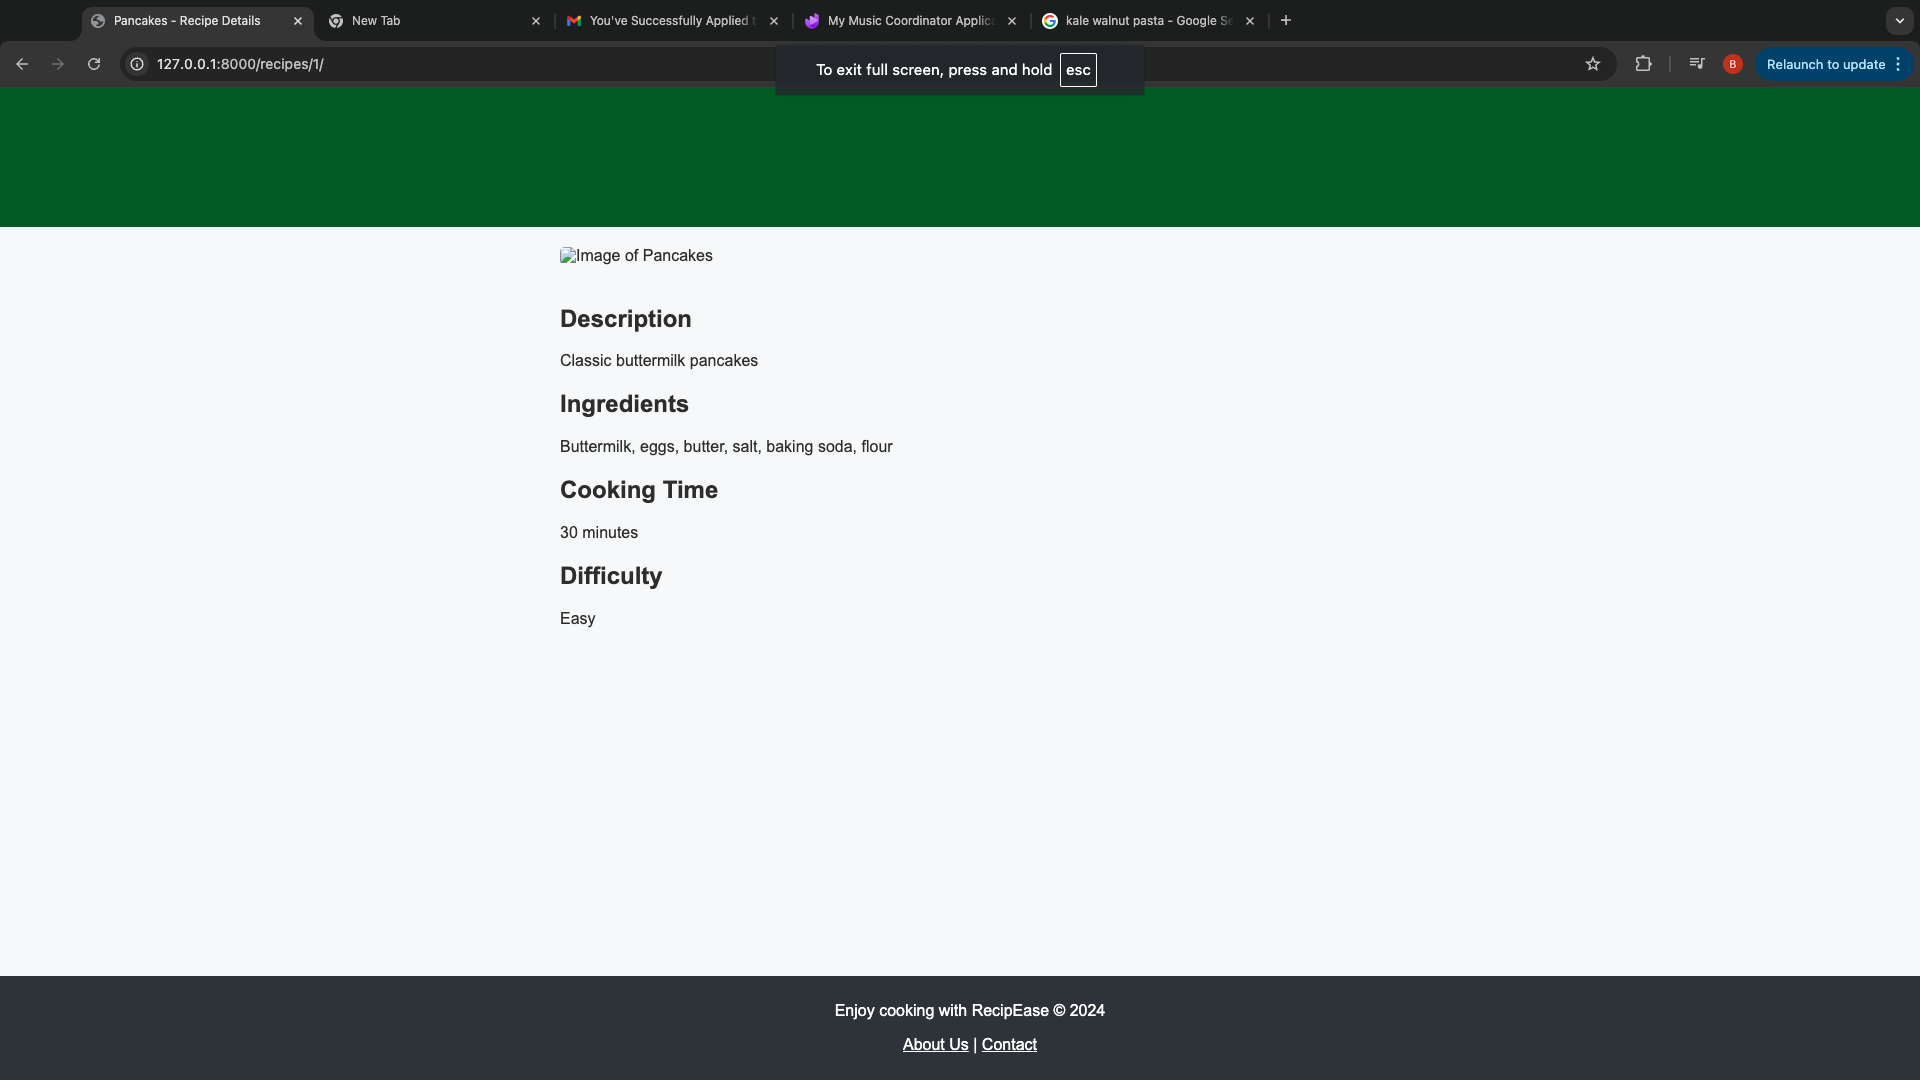 Pancakes - Recipe Details
New Tab
You've Successfully Applied
My Music Coordinator Applic
kale walnut pasta - Google Se
127.0.0.1:8000/recipes/1/
To exit full screen, press and hold esc
B
Relaunch to update
Image of Pancakes
Description
Classic buttermilk pancakes
Ingredients
Buttermilk, eggs, butter, salt, baking soda, flour
Cooking Time
30 minutes
Difficulty
Easy
Enjoy cooking with RecipEase © 2024
About Us | Contact